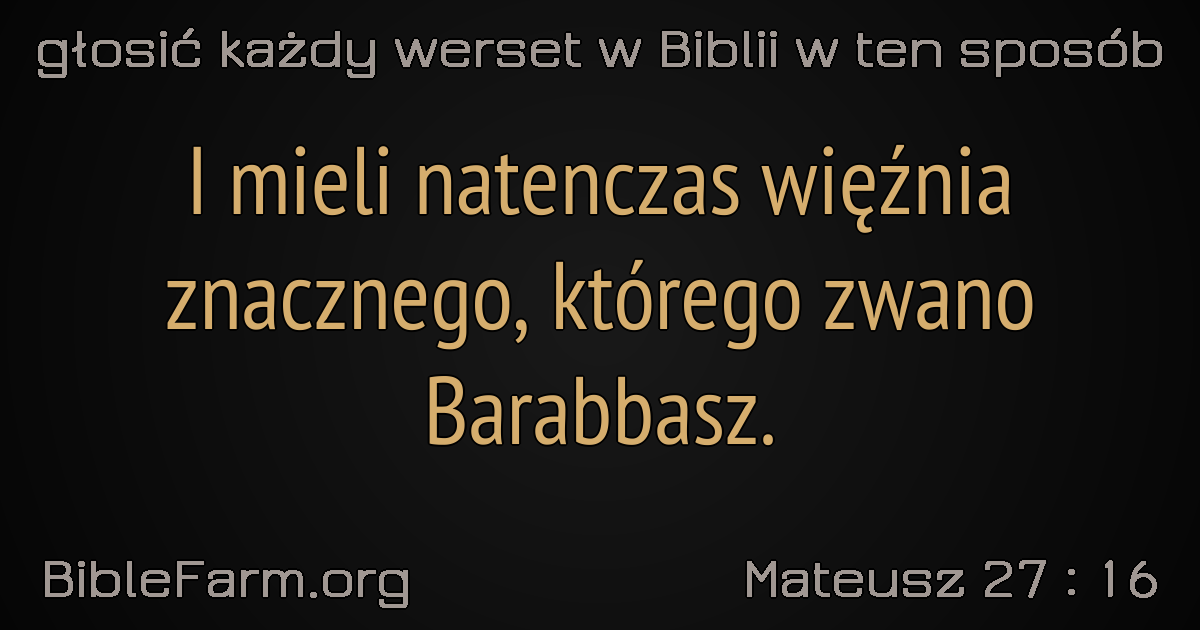 głosić każdy werset w Biblii w ten sposób
I mieli natenczas więźnia
znacznego, którego zwano
Barabbasz.
BibleFarm.org
Mateusz 27 : 16